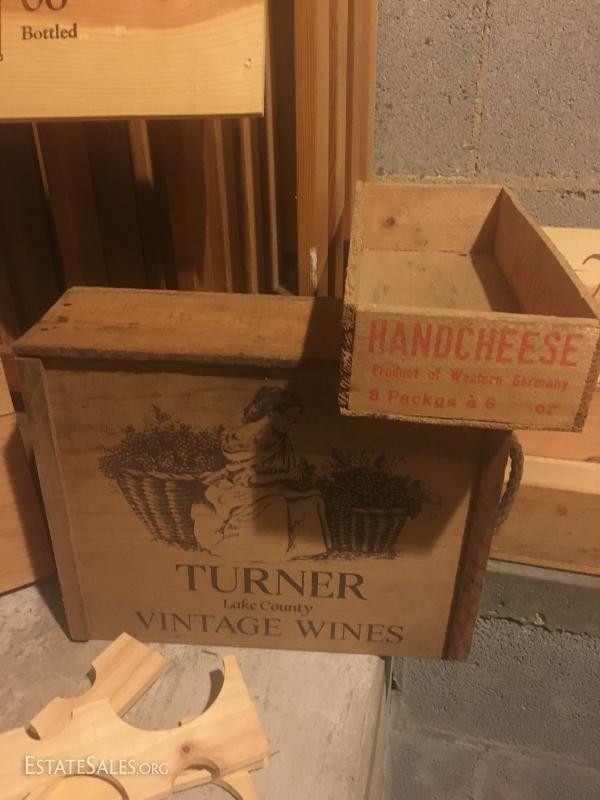 Bottled
HANDCHEESE
Product of Western Germany
8 Packgs à 6 oz
TURNER
Lake County
VINTAGE WINES
ESTATESALES.ORG